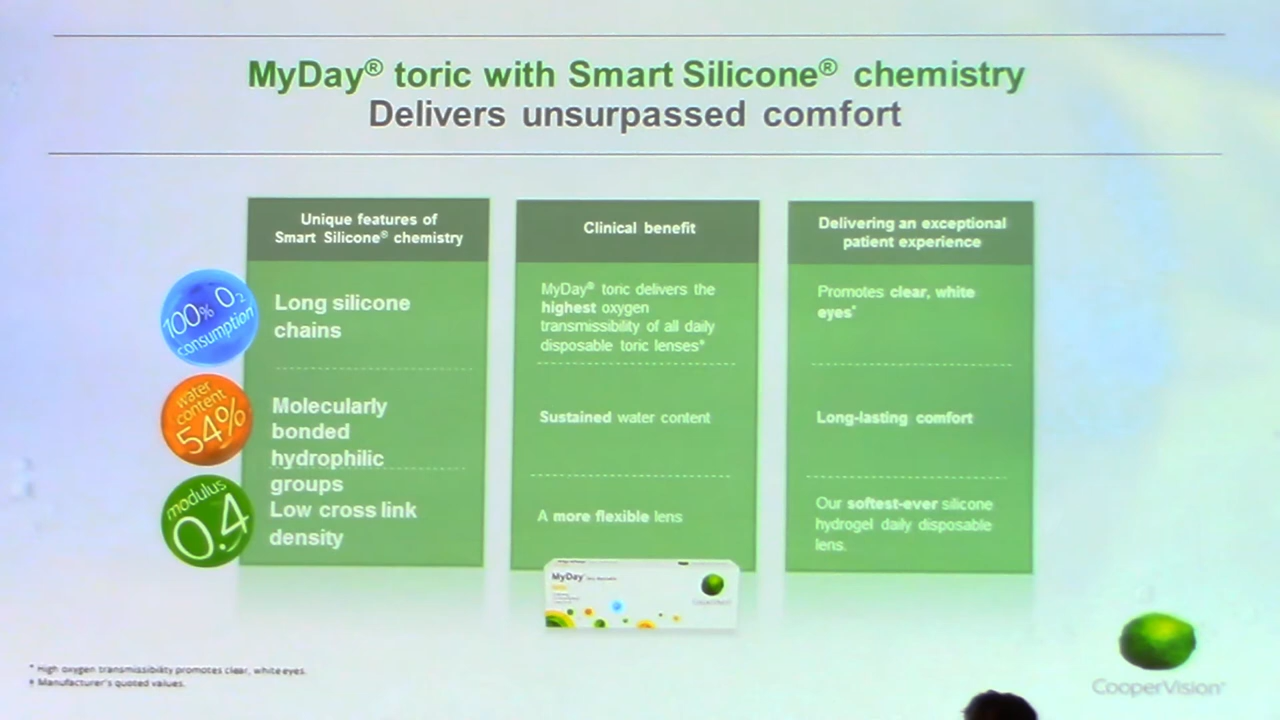 MyDay® toric with Smart Silicone® chemistry
Delivers unsurpassed comfort
Unique features of
Smart Silicone® chemistry
Clinical benefit
Delivering an exceptional
patient experience
100% O2
consumption
Long silicone
chains
MyDay® toric delivers the
highest oxygen
transmissibility of all daily
disposable toric lenses*
Promotes clear, white
eyes*
water
content
54%
Molecularly
bonded
hydrophilic
groups
Sustained water content
Long-lasting comfort
modulus
0.4
Low cross link
density
A more flexible lens
Our softest-ever silicone
hydrogel daily disposable
lens.
MyDay
CooperVision
* High oxygen transmissibility promotes clear, white eyes.
‡ Manufacturer's quoted values.
CooperVision